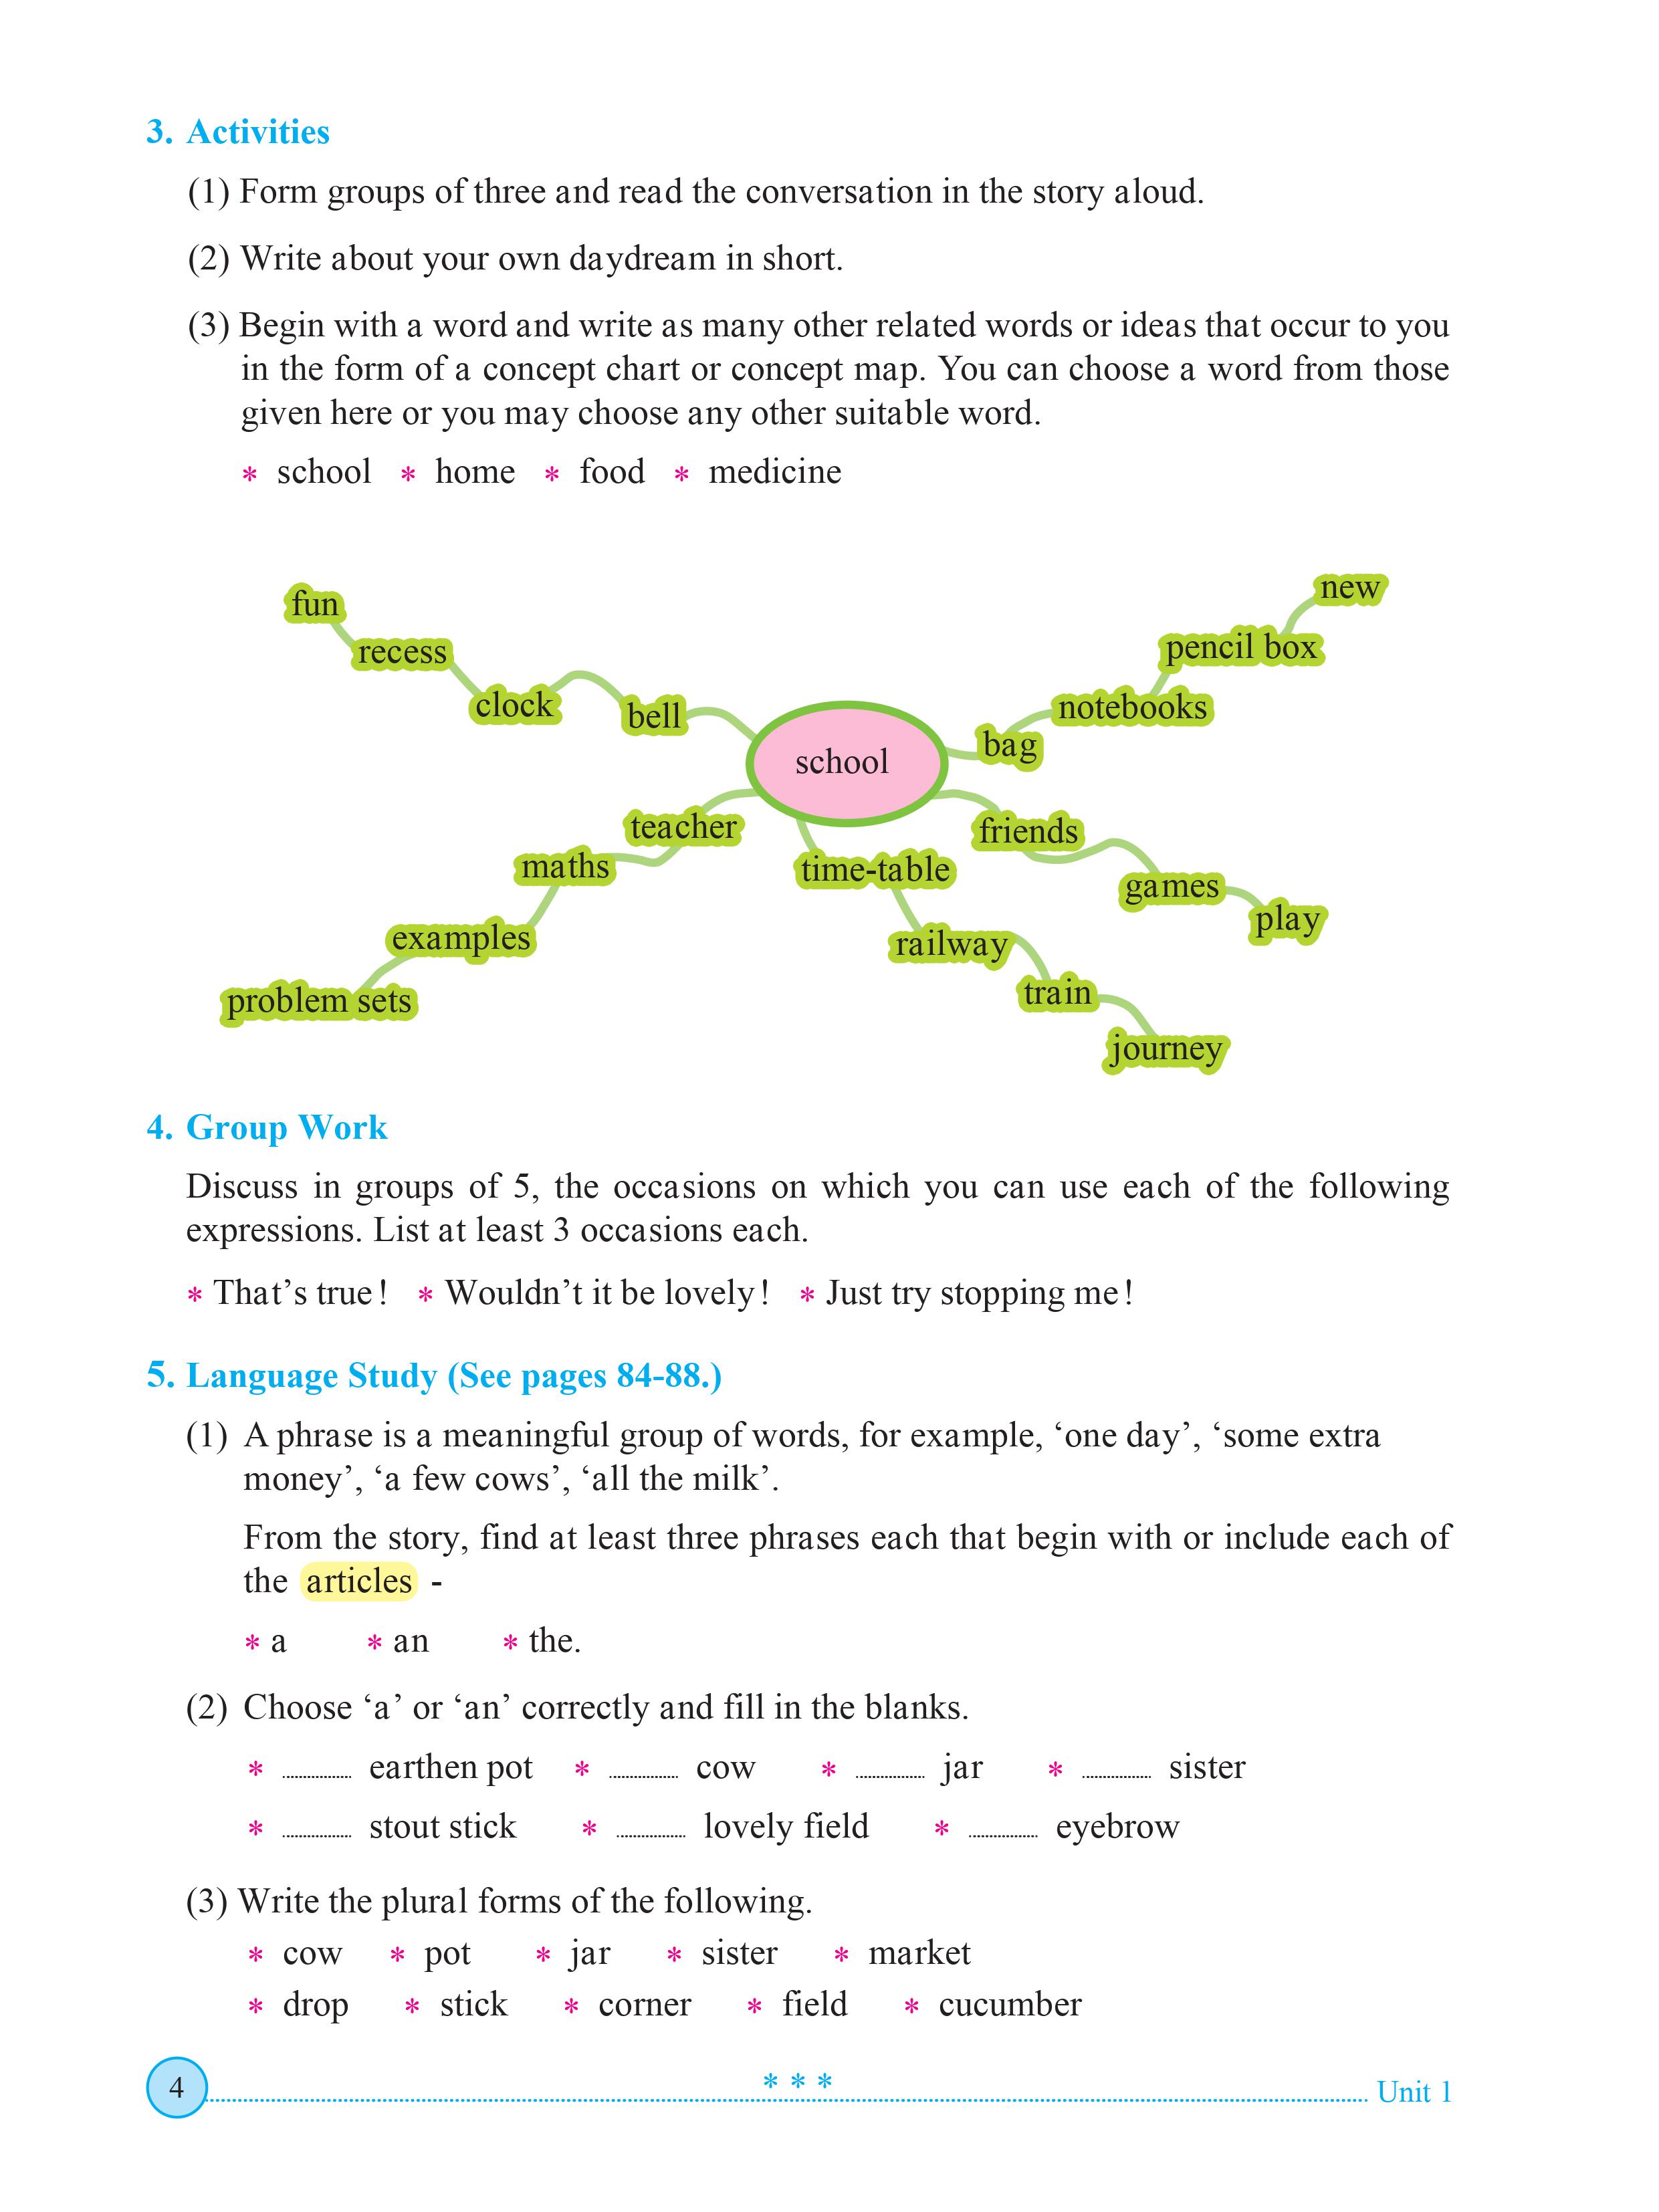 3. Activities
(1) Form groups of three and read the conversation in the story aloud.
(2) Write about your own daydream in short.
(3) Begin with a word and write as many other related words or ideas that occur to you
in the form of a concept chart or concept map. You can choose a word from those
given here or you may choose any other suitable word.
* school * home * food * medicine
fun
recess
clock
bell
school
new
pencil box
notebooks
bag
teacher
maths
examples
problem sets
time-table
railway
train
journey
friends
games
play
4. Group Work
Discuss in groups of 5, the occasions on which you can use each of the following
expressions. List at least 3 occasions each.
* That’s true! * Wouldn’t it be lovely! * Just try stopping me!
5. Language Study (See pages 84-88.)
(1) A phrase is a meaningful group of words, for example, ‘one day’, ‘some extra
money’, ‘a few cows’, ‘all the milk’.
From the story, find at least three phrases each that begin with or include each of
the articles -
* a * an * the.
(2) Choose ‘a’ or ‘an’ correctly and fill in the blanks.
* .......... earthen pot * .......... cow * .......... jar * .......... sister
* .......... stout stick * .......... lovely field * .......... eyebrow
(3) Write the plural forms of the following.
* cow * pot * jar * sister * market
* drop * stick * corner * field * cucumber
* * *
4 Unit 1